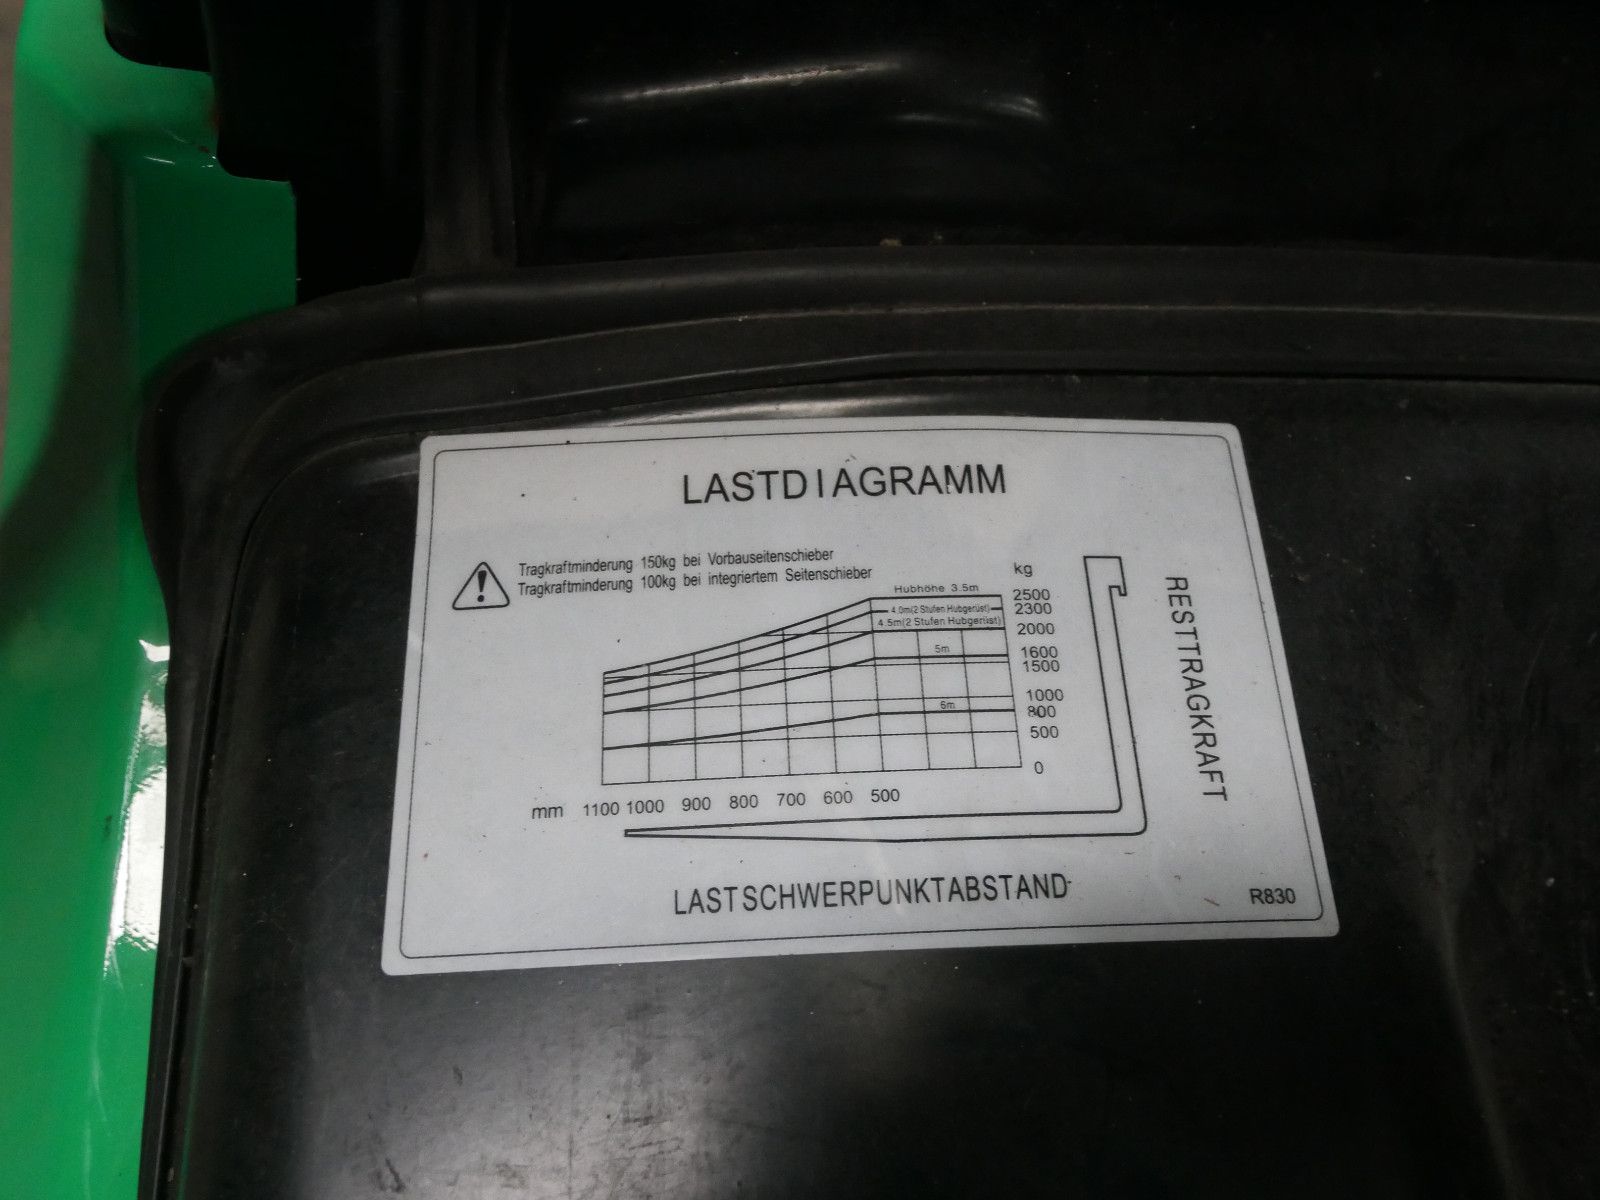 LASTDIAGRAMM
Tragkraftminderung 150kg bei Vorbauseitenschieber
Tragkraftminderung 100kg bei integriertem Seitenschieber
kg
Hubhöhe 3.5m
2500
4.0m(2 Stufen Hubgerüst)
2300
4.5m(2 Stufen Hubgerüst)
2000
5m
1600
1500
1000
6m
800
500
0
mm 1100 1000 900 800 700 600 500
RESTTRAGKRAFT
LASTSCHWERPUNKTABSTAND
R830